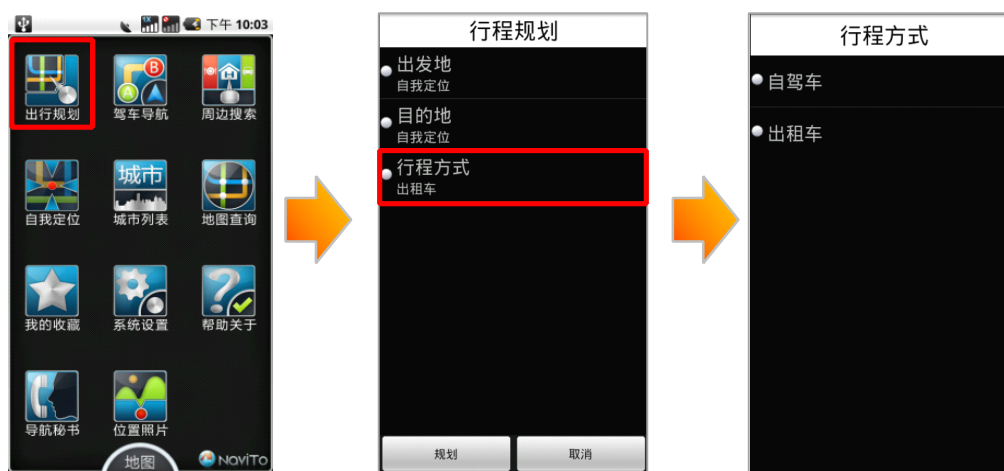 1X
下午 10:03
B
A
出行规划
驾车导航
周边搜索
城市
自我定位
城市列表
地图查询
我的收藏
系统设置
帮助关于
导航秘书
位置照片
地图
NaviTo
行程规划
出发地
自我定位
目的地
自我定位
行程方式
出租车
规划
取消
行程方式
自驾车
出租车